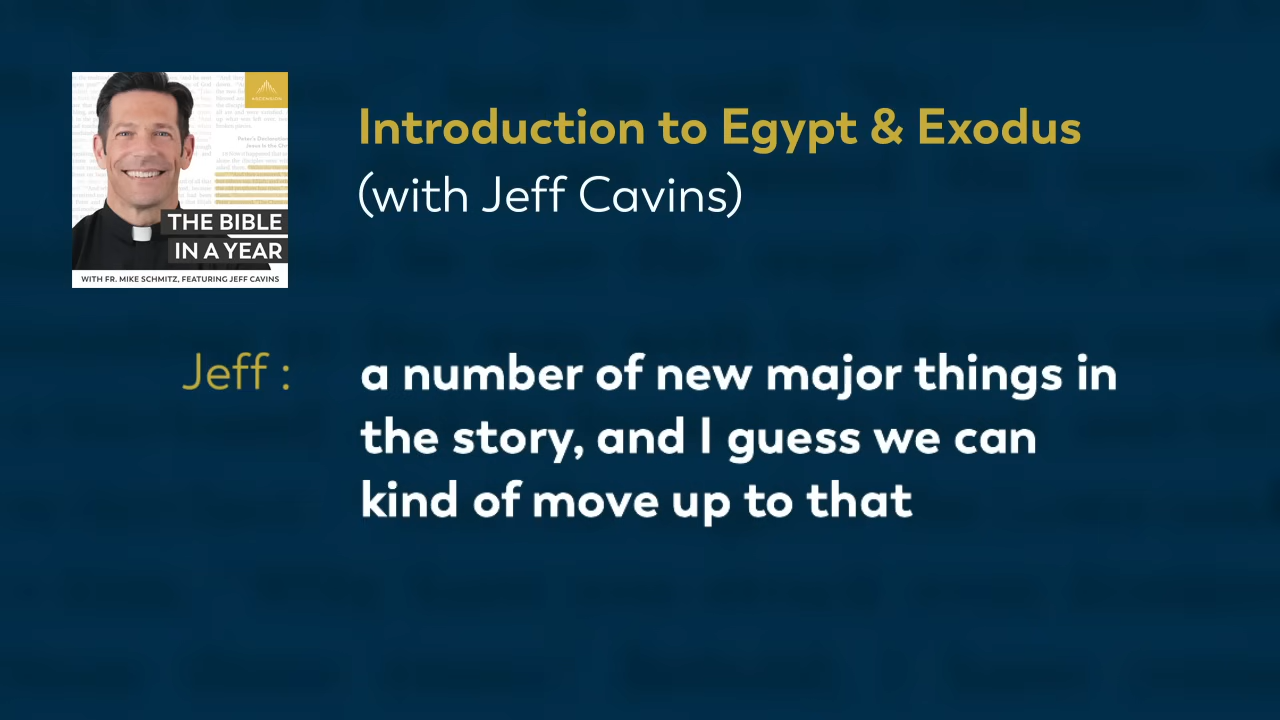 ASCENSION
THE BIBLE
IN A YEAR
WITH FR. MIKE SCHMITZ, FEATURING JEFF CAVINS
Introduction to Egypt & Exodus
(with Jeff Cavins)
Jeff : a number of new major things in
the story, and I guess we can
kind of move up to that